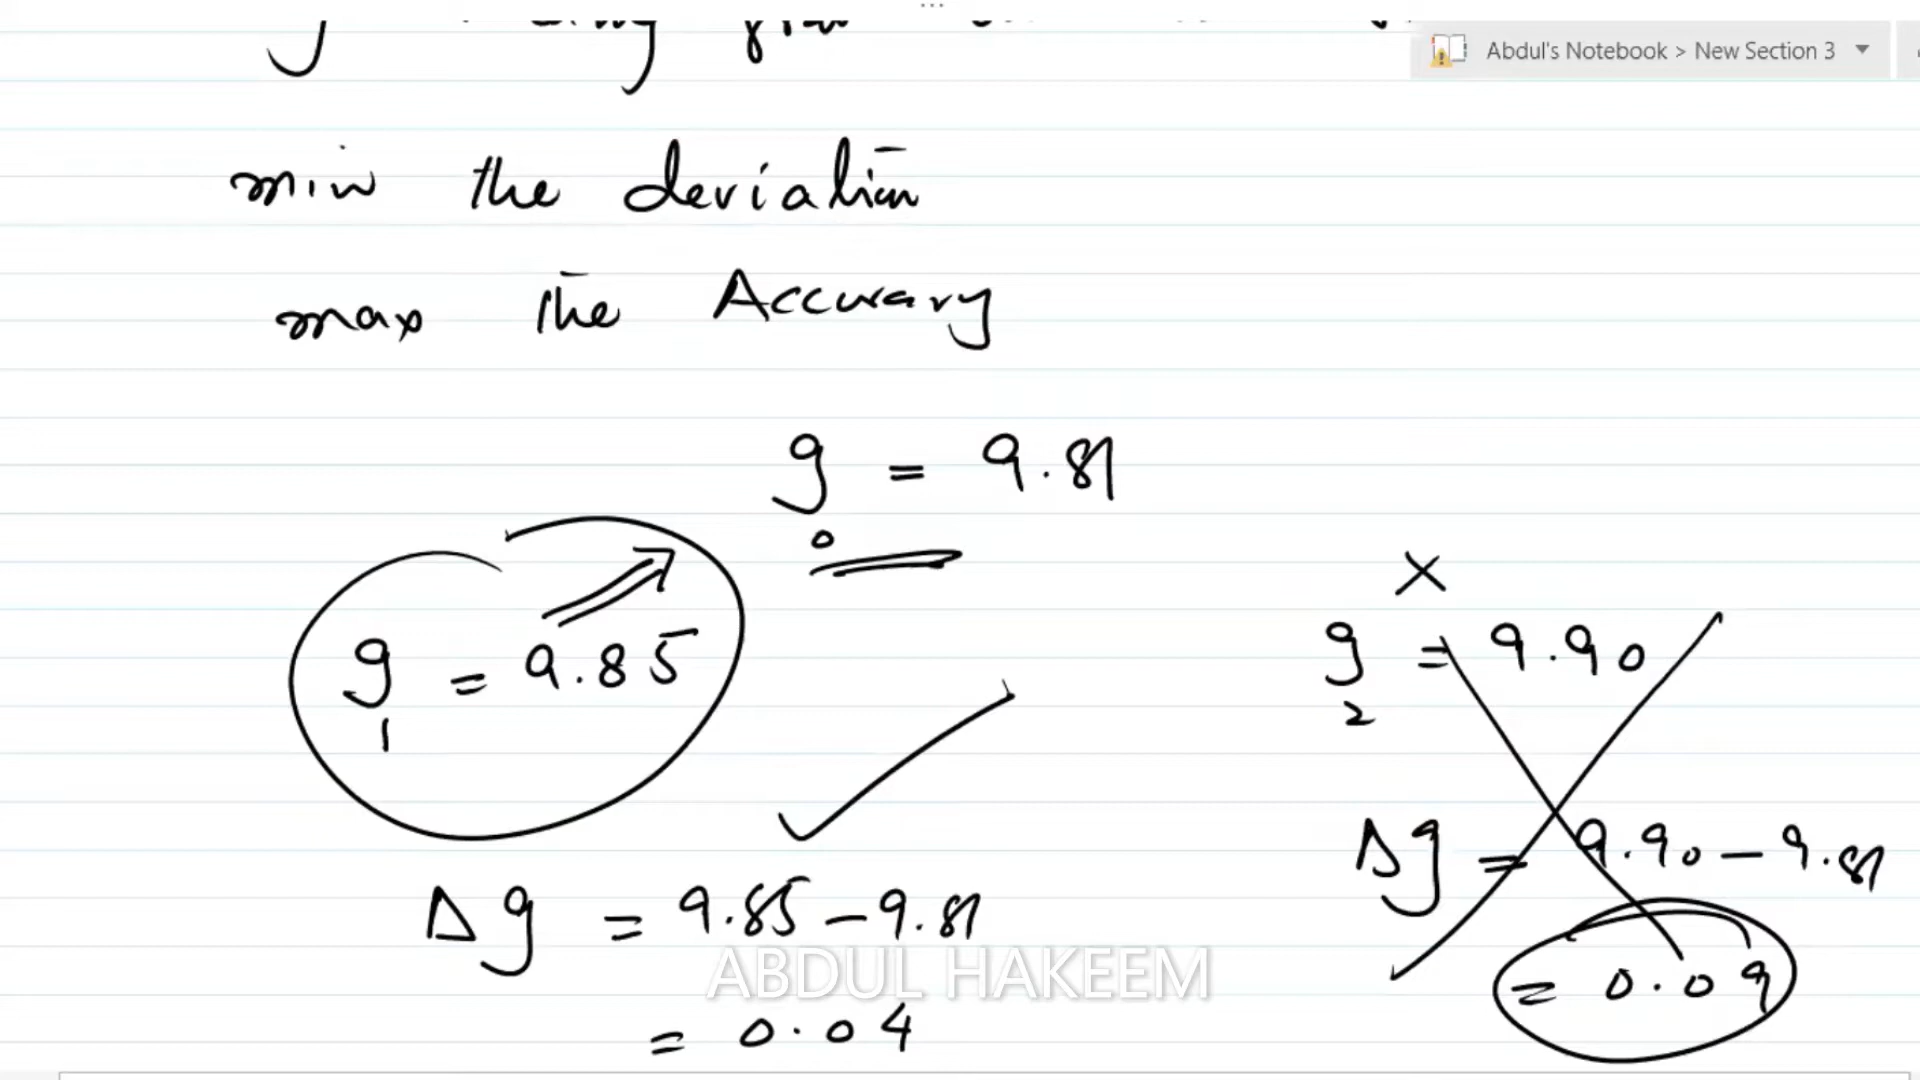 Abdul's Notebook > New Section 3
min the deviation
max the Accuracy
g₀ = 9.81
g₁ = 9.85
×
g₂ = 9.90
Δg = 9.85 – 9.81
= 0.04
Δg = 9.90 – 9.81
= 0.09
ABDUL HAKEEM